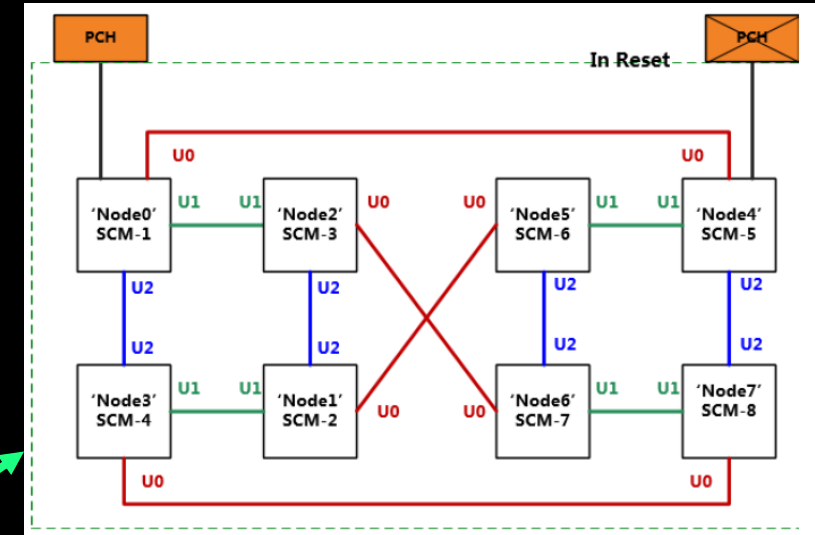 PCH
PCH
In Reset
U0
U0
'Node0'
SCM-1
U1
U1
'Node2'
SCM-3
U0
U0
'Node5'
SCM-6
U1
U1
'Node4'
SCM-5
U2
U2
U2
U2
U2
U2
U2
U2
'Node3'
SCM-4
U1
U1
'Node1'
SCM-2
U0
U0
'Node6'
SCM-7
U1
U1
'Node7'
SCM-8
U0
U0